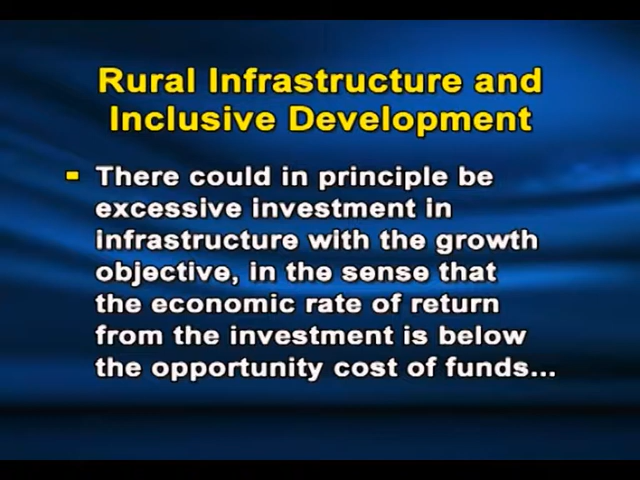 Rural Infrastructure and
Inclusive Development
There could in principle be
excessive investment in
infrastructure with the growth
objective, in the sense that
the economic rate of return
from the investment is below
the opportunity cost of funds...